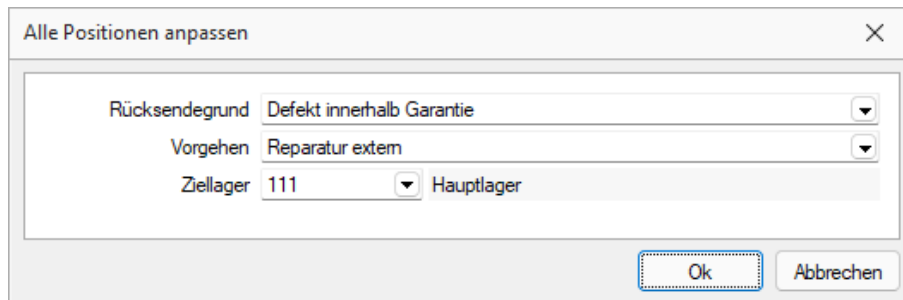 Alle Positionen anpassen
Rücksendegrund Defekt innerhalb Garantie
Vorgehen Reparatur extern
Ziellager 111 Hauptlager
Ok Abbrechen